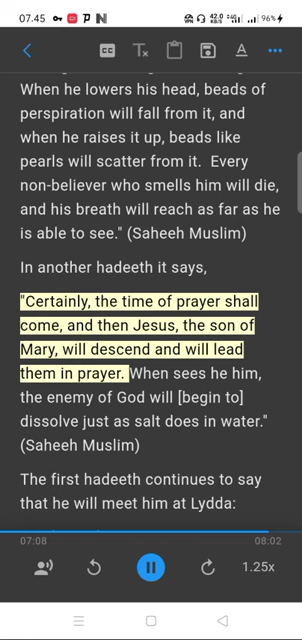 07.45
42.0 KB/S
96%
CC
When he lowers his head, beads of
perspiration will fall from it, and
when he raises it up, beads like
pearls will scatter from it. Every
non-believer who smells him will die,
and his breath will reach as far as he
is able to see." (Saheeh Muslim)
In another hadeeth it says,
"Certainly, the time of prayer shall
come, and then Jesus, the son of
Mary, will descend and will lead
them in prayer. When sees he him,
the enemy of God will [begin to]
dissolve just as salt does in water."
(Saheeh Muslim)
The first hadeeth continues to say
that he will meet him at Lydda:
07:08
08:02
1.25x